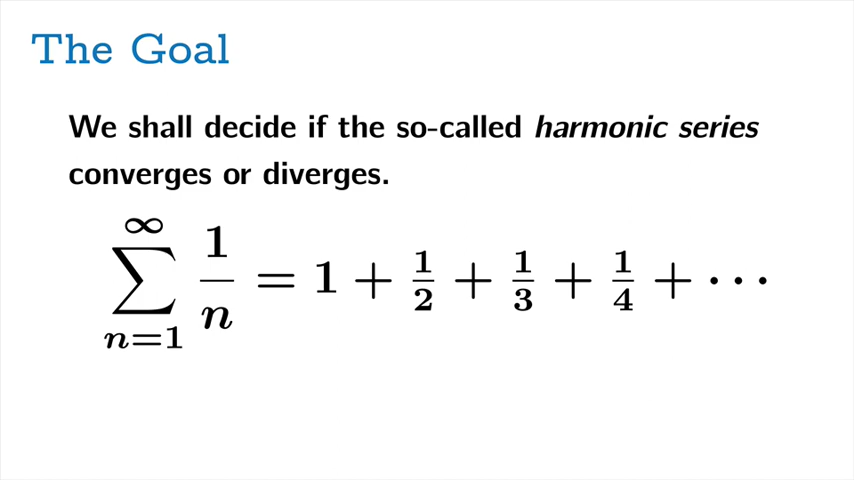 The Goal
We shall decide if the so-called harmonic series
converges or diverges.
∑_{n=1}^{∞} 1/n = 1 + 1/2 + 1/3 + 1/4 + ⋯